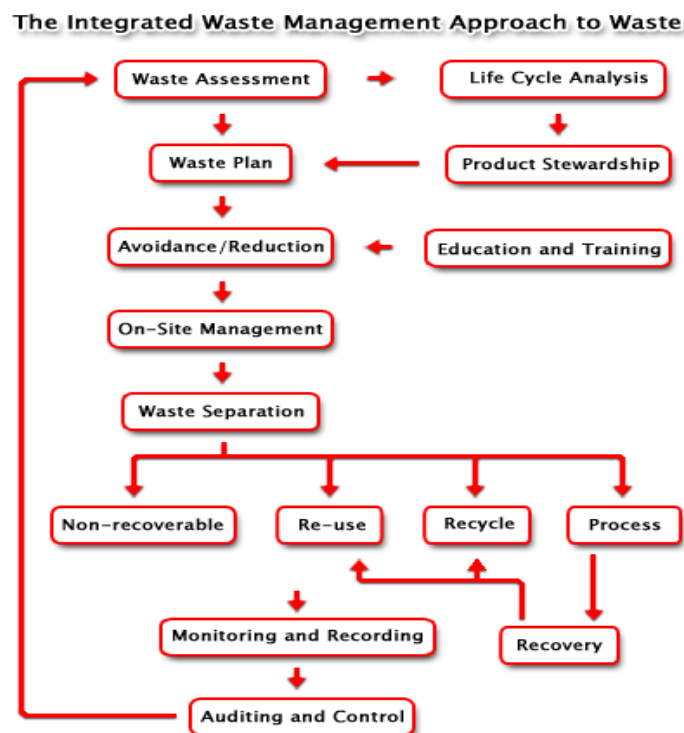 The Integrated Waste Management Approach to Waste
Waste Assessment
Life Cycle Analysis
Waste Plan
Product Stewardship
Avoidance/Reduction
Education and Training
On-Site Management
Waste Separation
Non-recoverable
Re-use
Recycle
Process
Monitoring and Recording
Recovery
Auditing and Control